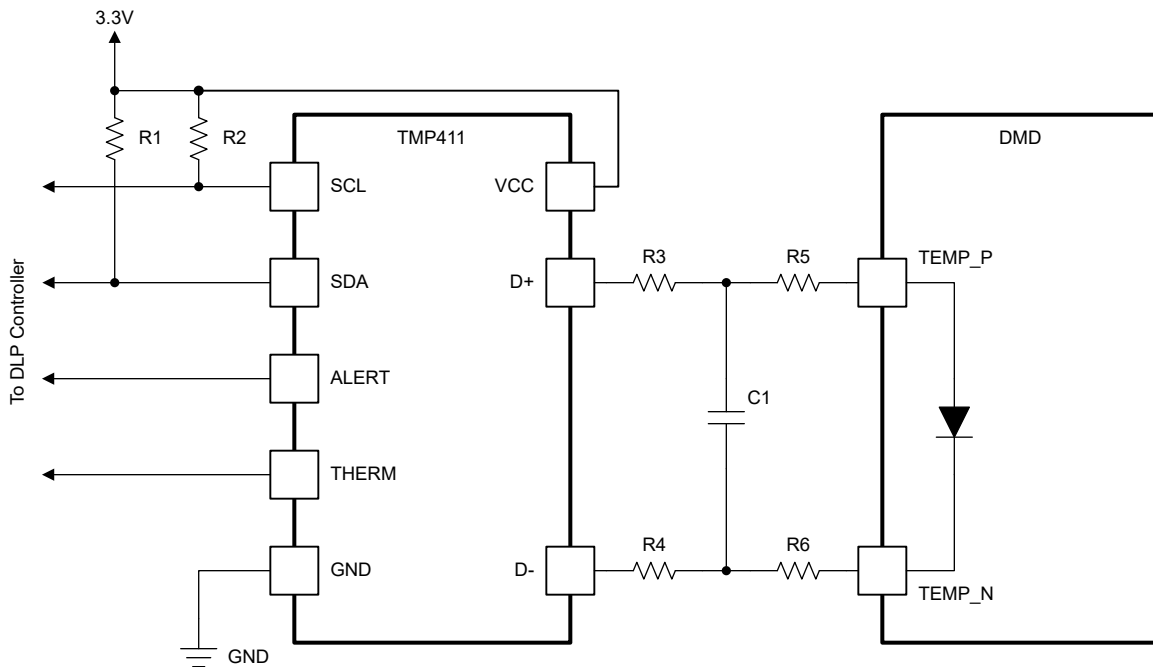 3.3V
R1
R2
TMP411
DMD
SCL
VCC
R3
R5
TEMP_P
SDA
D+
To DLP Controller
ALERT
C1
THERM
R4
R6
GND
D-
TEMP_N
GND